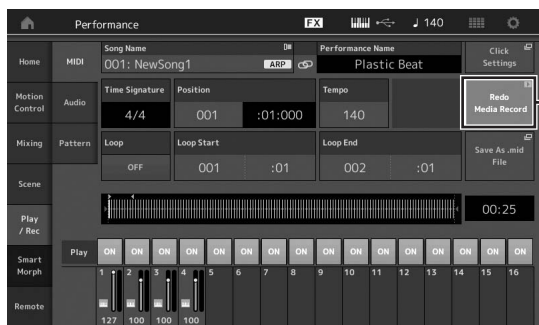 Performance
FX
140
Home
MIDI
Song Name
001: NewSong1
ARP
Performance Name
Plastic Beat
Click
Settings
Motion
Control
Audio
Time Signature
4/4
Position
001
:01:000
Tempo
140
Redo
Media Record
Mixing
Pattern
Loop
OFF
Loop Start
001
:01
Loop End
002
:01
Save As .mid
File
Scene
00:25
Play
/ Rec
Play
ON ON ON ON ON ON ON ON ON ON ON ON ON ON ON ON
1 2 3 4 5 6 7 8 9 10 11 12 13 14 15 16
127 100 100 100
Smart
Morph
Remote